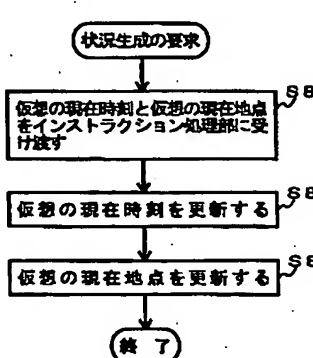 状況生成の要求
S8
仮想の現在時刻と仮想の現在地点
をインストラクション処理部に受
け渡す
S8
仮想の現在時刻を更新する
S8
仮想の現在地点を更新する
終 了